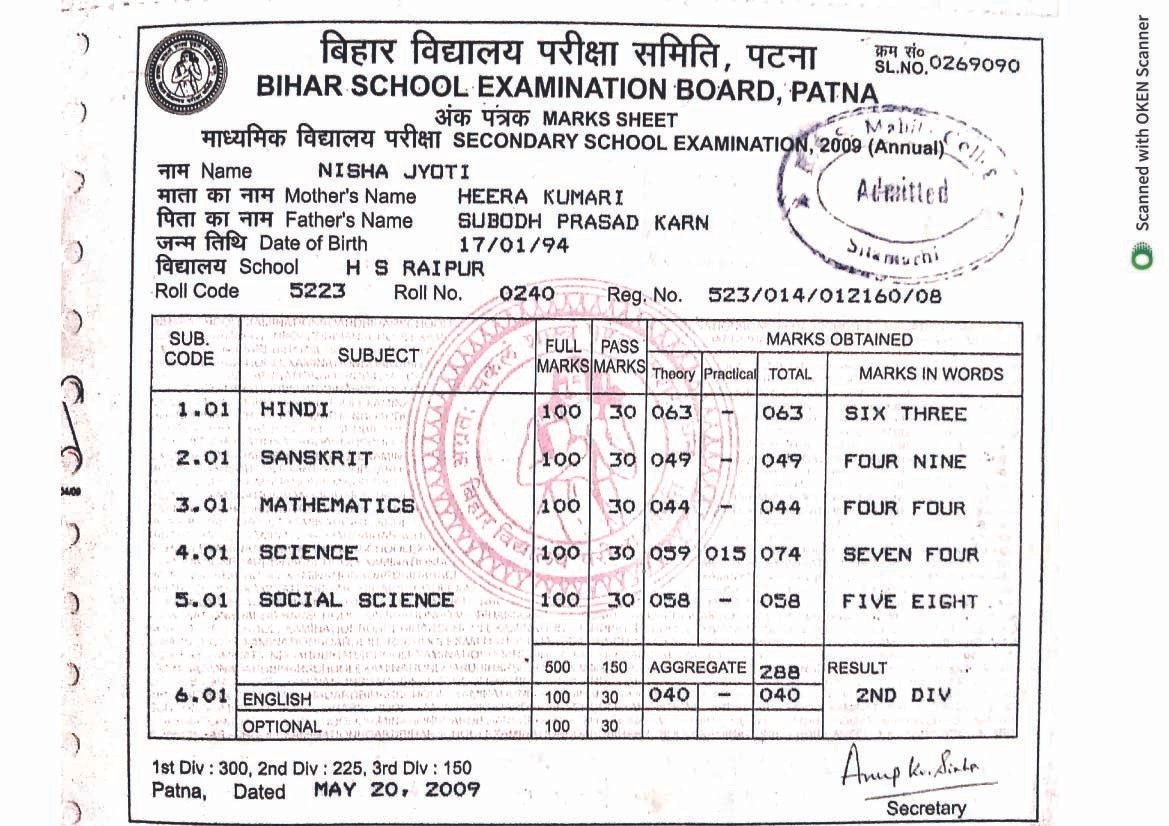 बिहार विद्यालय परीक्षा समिति, पटना
क्रम सं०
SL.NO. 0269090
BIHAR SCHOOL EXAMINATION BOARD, PATNA
अंक पत्रक MARKS SHEET
माध्यमिक विद्यालय परीक्षा SECONDARY SCHOOL EXAMINATION, 2009 (Annual)
Admitted
नाम Name NISHA JYOTI
माता का नाम Mother's Name HEERA KUMARI
पिता का नाम Father's Name SUBODH PRASAD KARN
जन्म तिथि Date of Birth 17/01/94
विद्यालय School H S RAIPUR
Roll Code 5223 Roll No. 0240 Reg. No. 523/014/012160/08
SUB. CODE SUBJECT FULL MARKS PASS MARKS MARKS OBTAINED
Theory Practical TOTAL MARKS IN WORDS
1.01 HINDI 100 30 063 - 063 SIX THREE
2.01 SANSKRIT 100 30 049 - 049 FOUR NINE
3.01 MATHEMATICS 100 30 044 - 044 FOUR FOUR
4.01 SCIENCE 100 30 059 015 074 SEVEN FOUR
5.01 SOCIAL SCIENCE 100 30 058 - 058 FIVE EIGHT
500 150 AGGREGATE 288 RESULT
6.01 ENGLISH 100 30 040 - 040 2ND DIV
OPTIONAL 100 30
1st Div : 300, 2nd Div : 225, 3rd Div : 150
Patna, Dated MAY 20, 2009
Secretary
Scanned with OKEN Scanner